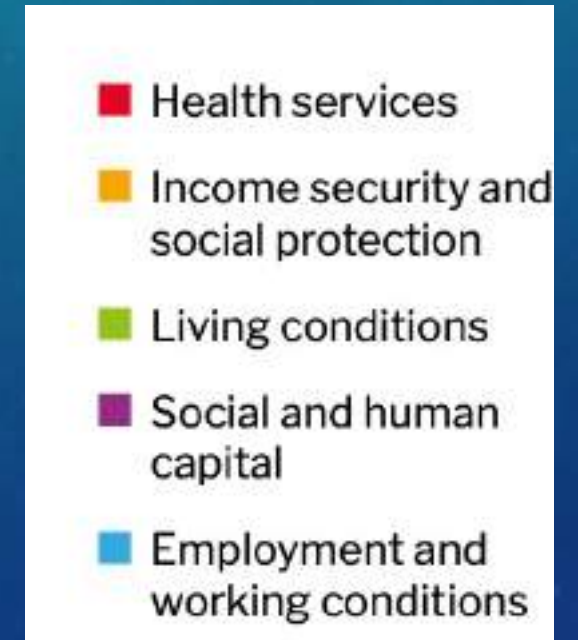 Health services
Income security and
social protection
Living conditions
Social and human
capital
Employment and
working conditions